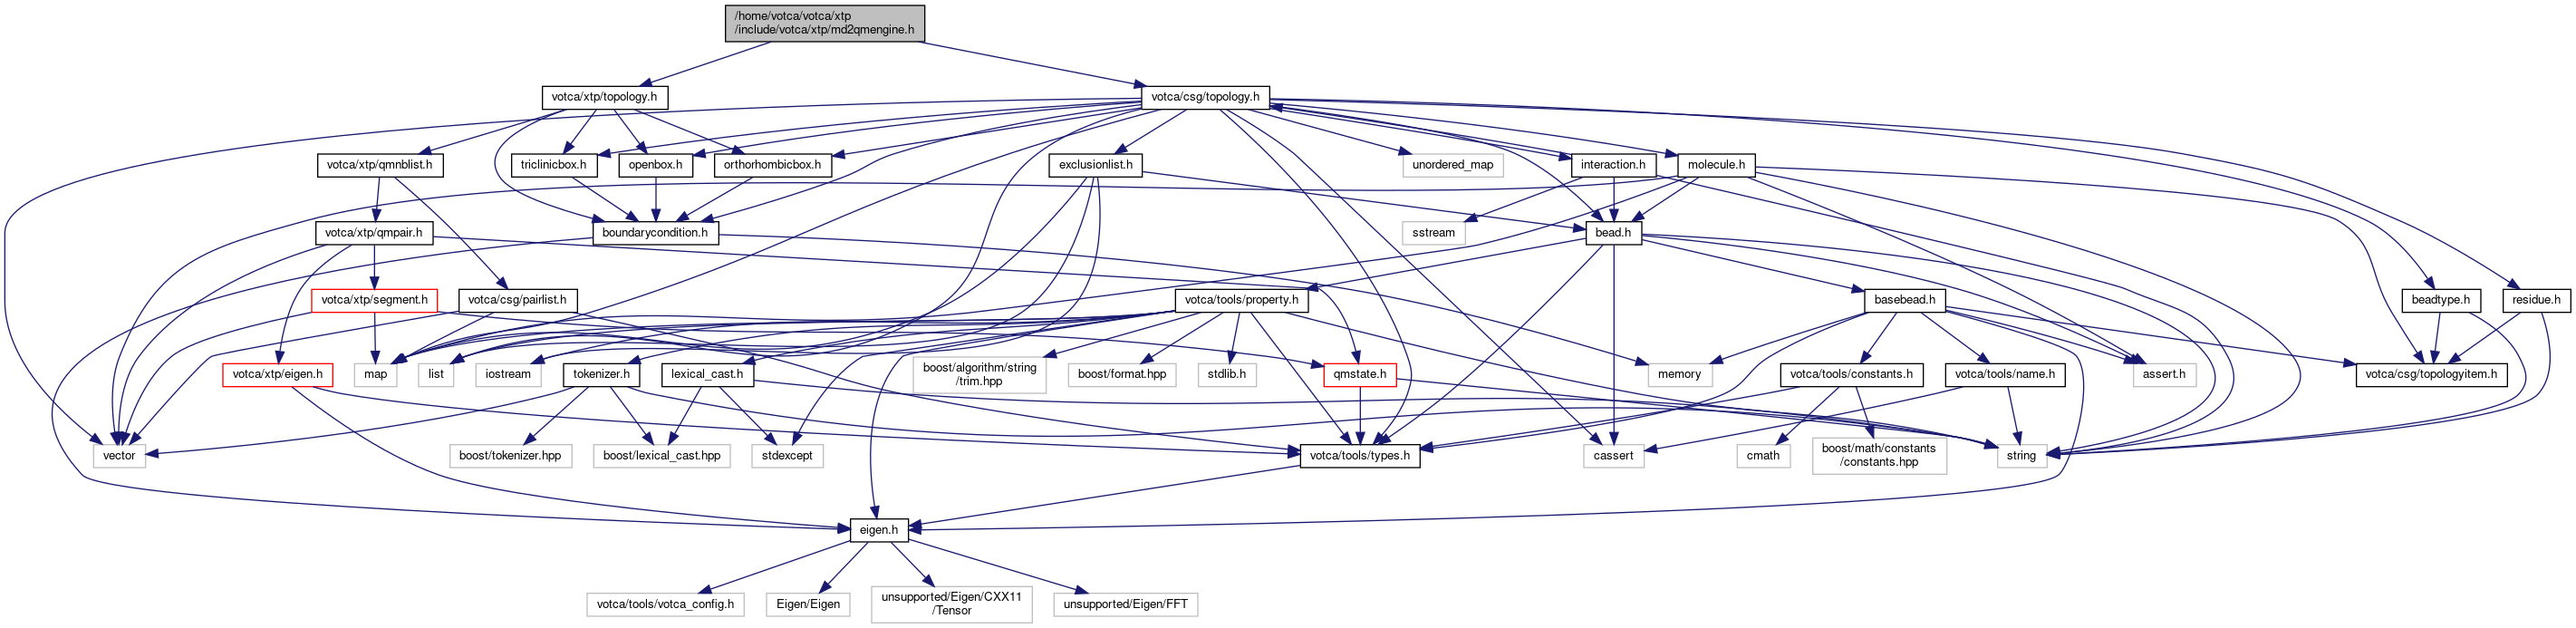 /home/votca/votca/xtp
/include/votca/xtp/md2qmengine.h
votca/xtp/topology.h
votca/csg/topology.h
votca/xtp/qmnblist.h
triclinicbox.h
openbox.h
orthorhombicbox.h
exclusionlist.h
unordered_map
interaction.h
molecule.h
votca/xtp/qmpair.h
boundarycondition.h
sstream
bead.h
votca/xtp/segment.h
votca/csg/pairlist.h
votca/tools/property.h
basebead.h
beadtype.h
residue.h
votca/xtp/eigen.h
map
list
iostream
tokenizer.h
lexical_cast.h
boost/algorithm/string
/trim.hpp
boost/format.hpp
stdlib.h
qmstate.h
memory
votca/tools/constants.h
votca/tools/name.h
assert.h
votca/csg/topologyitem.h
vector
boost/tokenizer.hpp
boost/lexical_cast.hpp
stdexcept
votca/tools/types.h
cassert
cmath
boost/math/constants
/constants.hpp
string
eigen.h
votca/tools/votca_config.h
Eigen/Eigen
unsupported/Eigen/CXX11
/Tensor
unsupported/Eigen/FFT